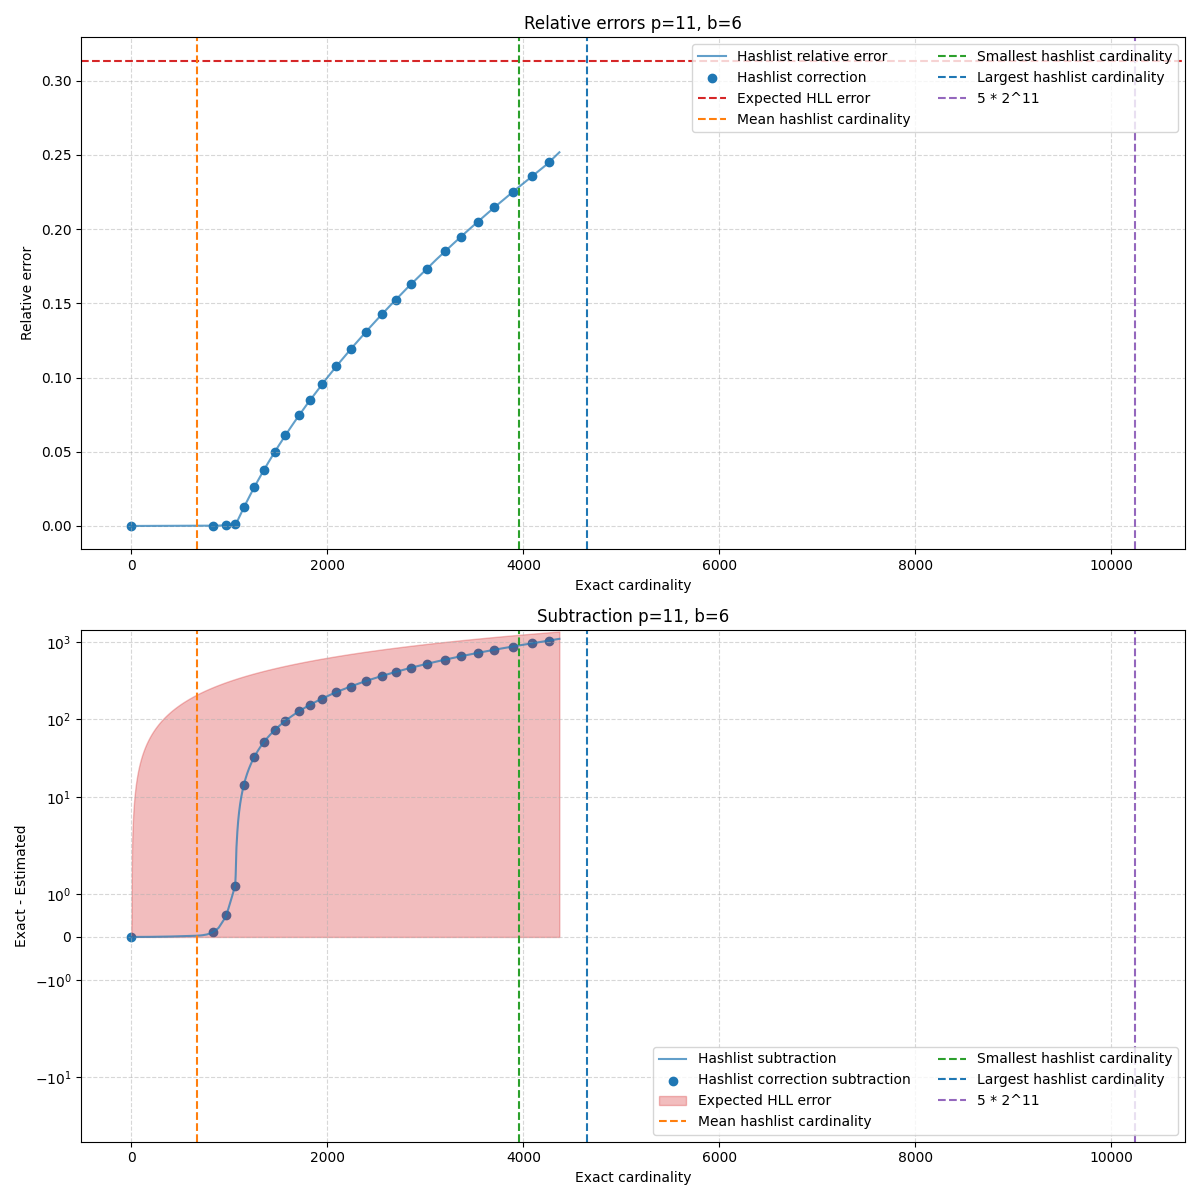 Relative errors p=11, b=6
Hashlist relative error
Hashlist correction
Expected HLL error
Mean hashlist cardinality
Smallest hashlist cardinality
Largest hashlist cardinality
5 * 2^11
0.30
0.25
0.20
0.15
0.10
0.05
0.00
Relative error
0 2000 4000 6000 8000 10000
Exact cardinality
Subtraction p=11, b=6
10^3
10^2
10^1
10^0
0
−10^0
−10^1
Exact - Estimated
Hashlist subtraction
Hashlist correction subtraction
Expected HLL error
Mean hashlist cardinality
Smallest hashlist cardinality
Largest hashlist cardinality
5 * 2^11
0 2000 4000 6000 8000 10000
Exact cardinality